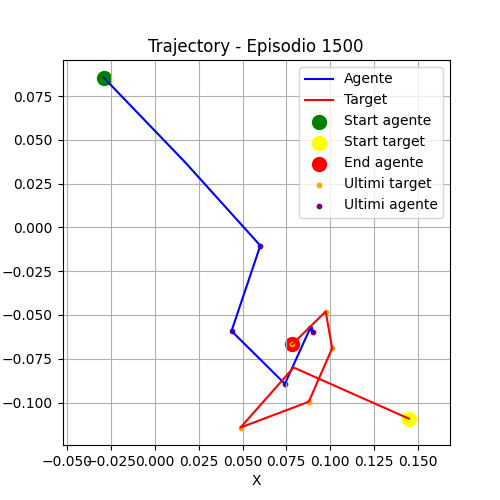 Trajectory - Episodio 1500
Agente
Target
Start agente
Start target
End agente
Ultimi target
Ultimi agente
0.075
0.050
0.025
0.000
−0.025
−0.050
−0.075
−0.100
−0.050
−0.025
0.000
0.025
0.050
0.075
0.100
0.125
0.150
X